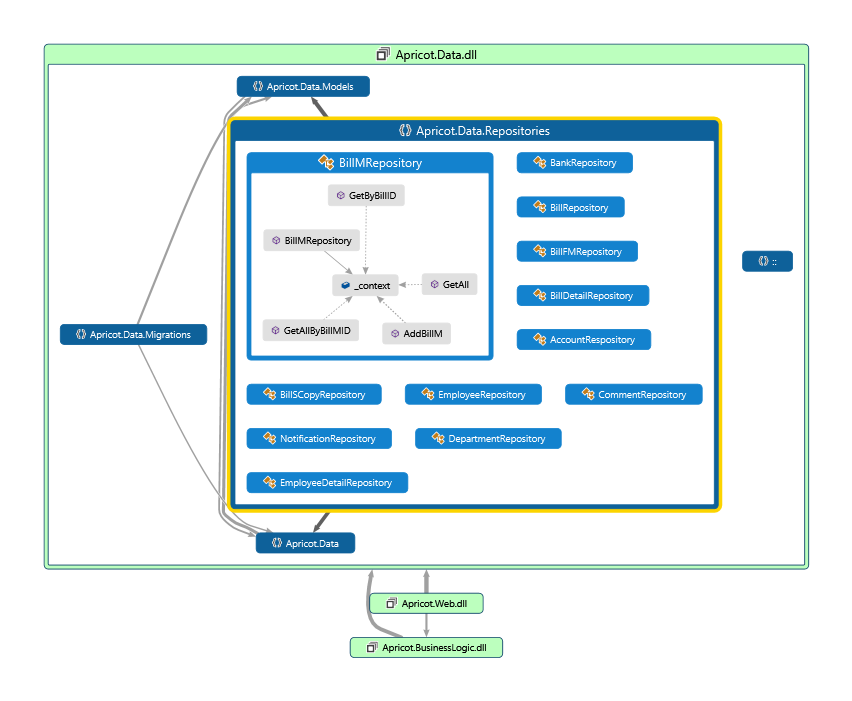 Apricot.Data.dll
Apricot.Data.Models
Apricot.Data.Repositories
BillMRepository
GetByBillID
BillMRepository
_context
GetAll
GetAllByBillMID
AddBillM
BankRepository
BillRepository
BillFMRepository
BillDetailRepository
AccountRespository
::
Apricot.Data.Migrations
BillSCopyRepository
EmployeeRepository
CommentRepository
NotificationRepository
DepartmentRepository
EmployeeDetailRepository
Apricot.Data
Apricot.Web.dll
Apricot.BusinessLogic.dll